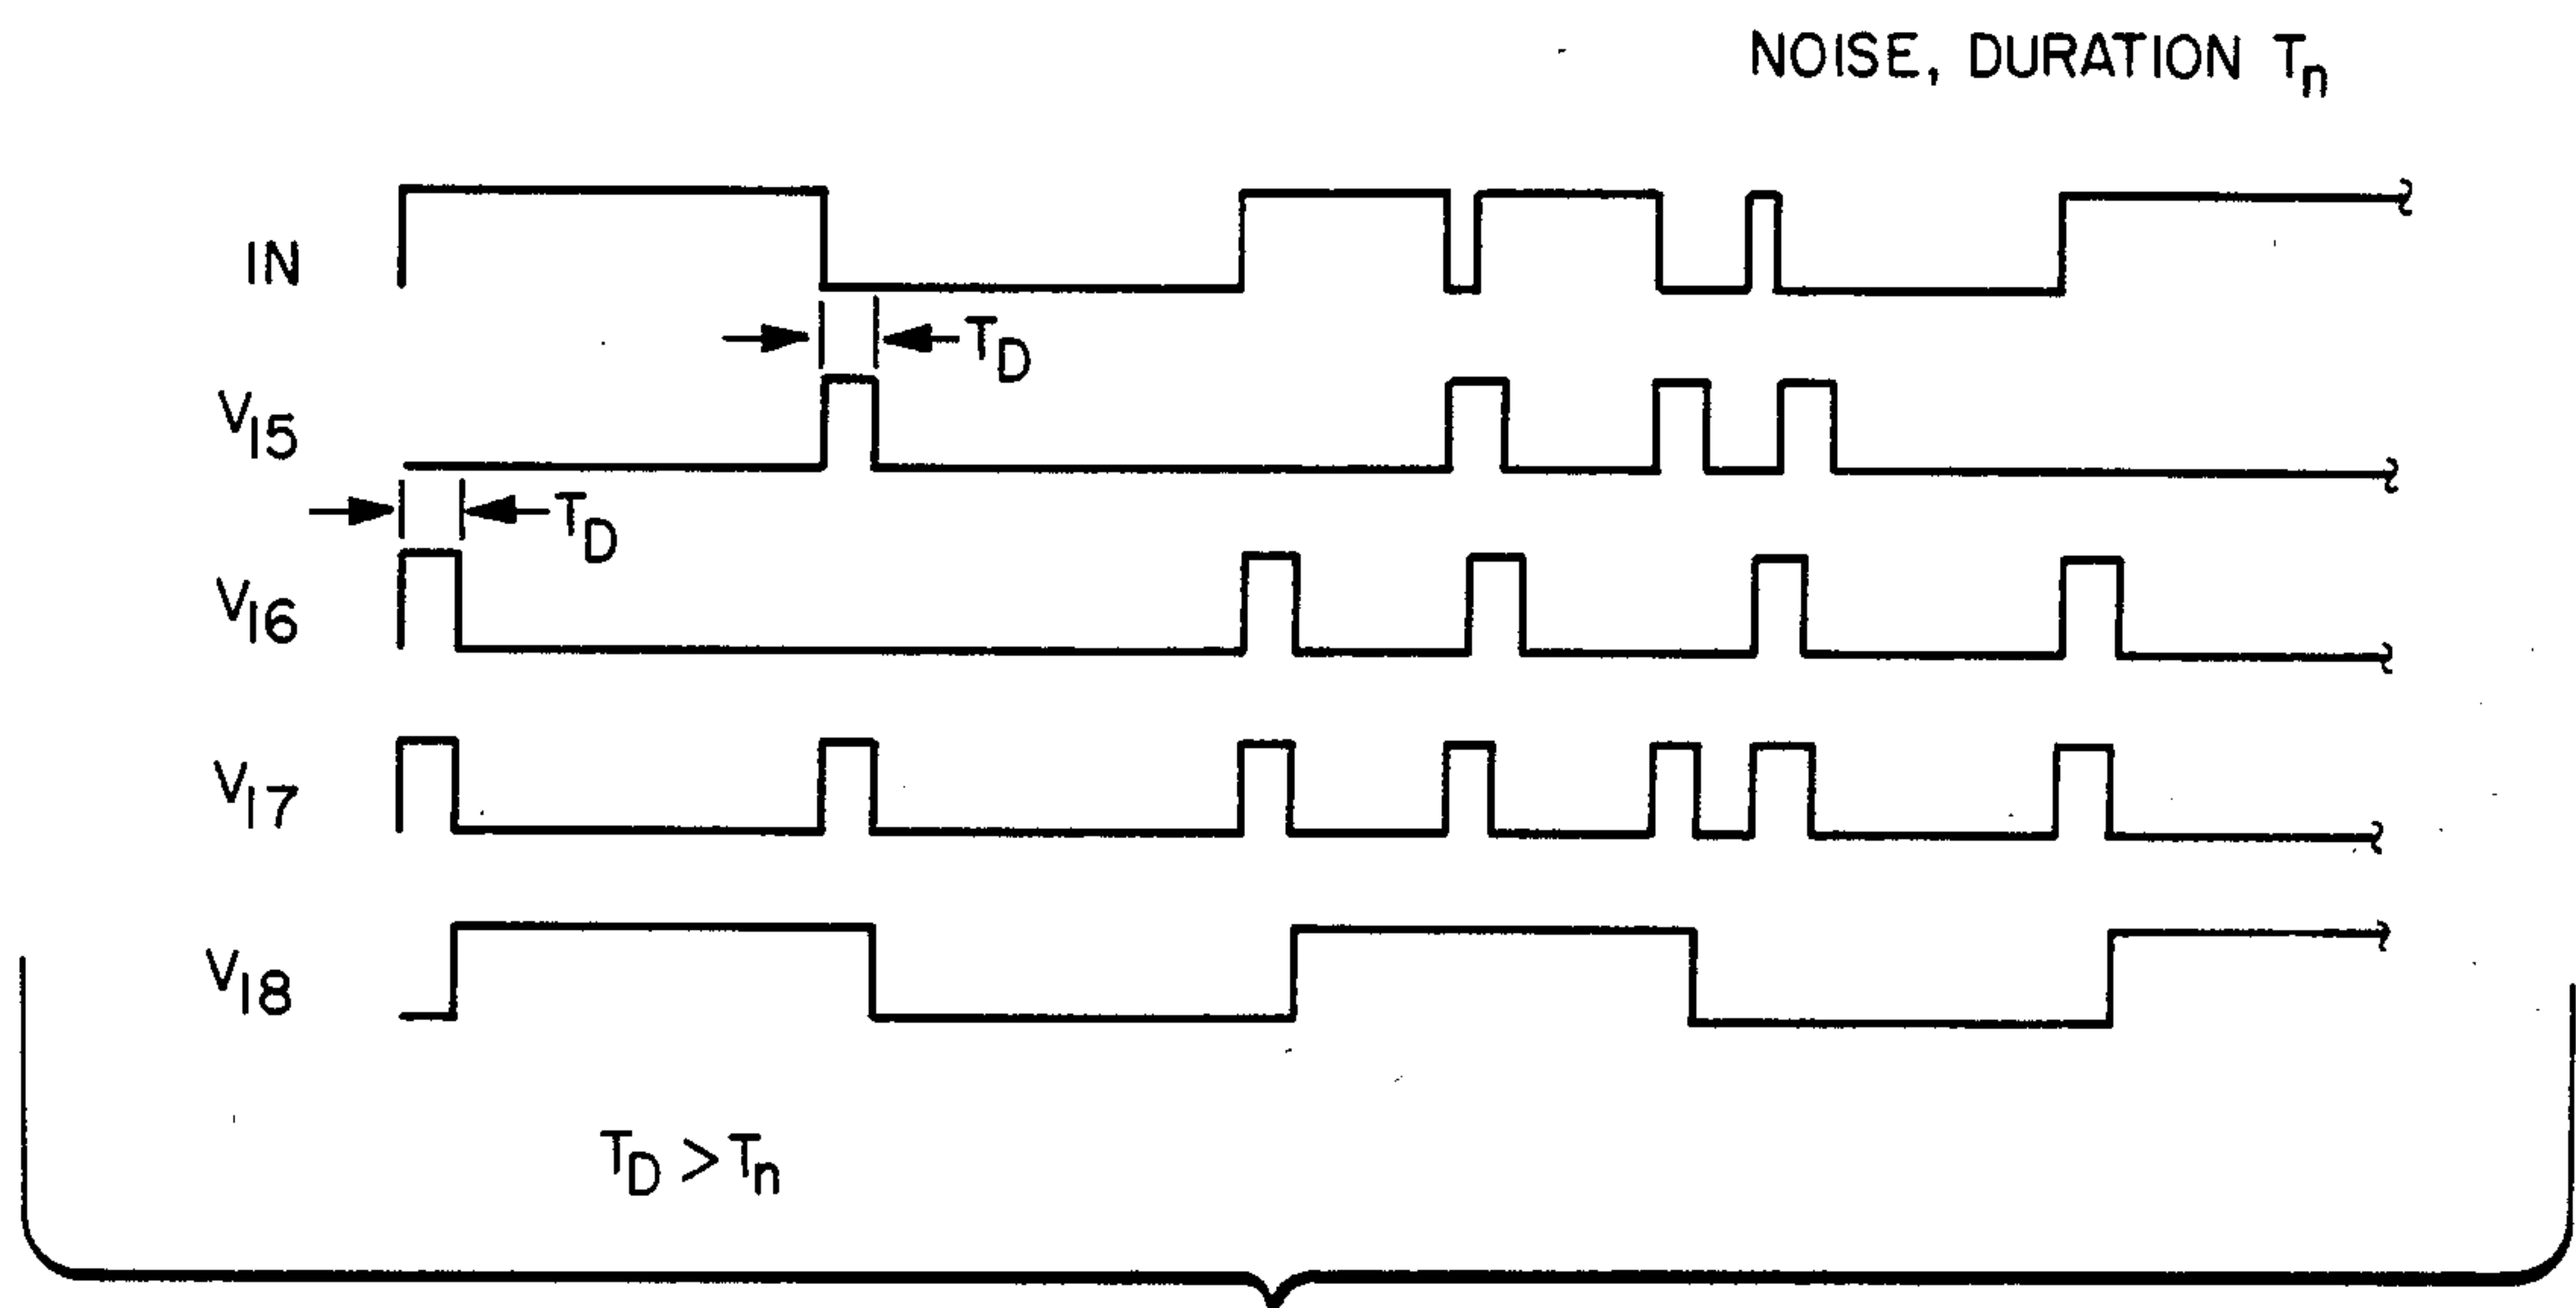 NOISE, DURATION Tn
IN
TD
V15
TD
V16
V17
V18
TD > Tn